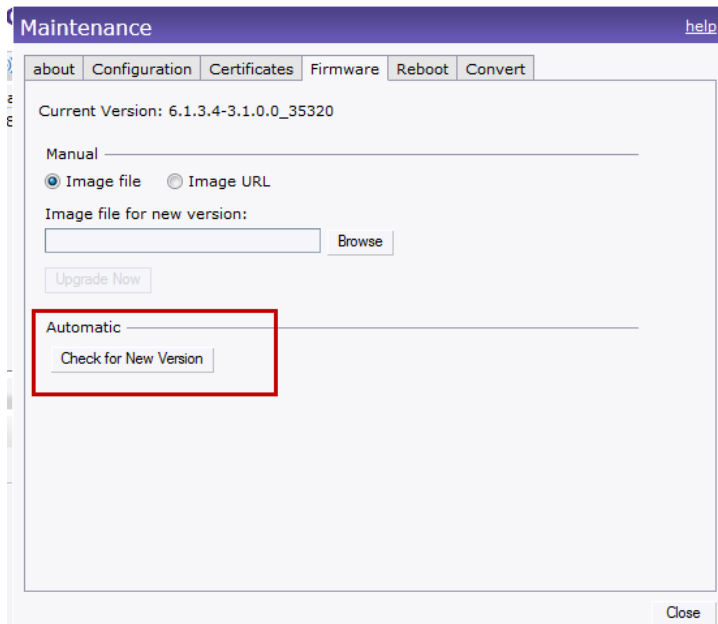 Maintenance help
about Configuration Certificates Firmware Reboot Convert
Current Version: 6.1.3.4-3.1.0.0_35320
Manual
Image file Image URL
Image file for new version:
Browse
Upgrade Now
Automatic
Check for New Version
Close